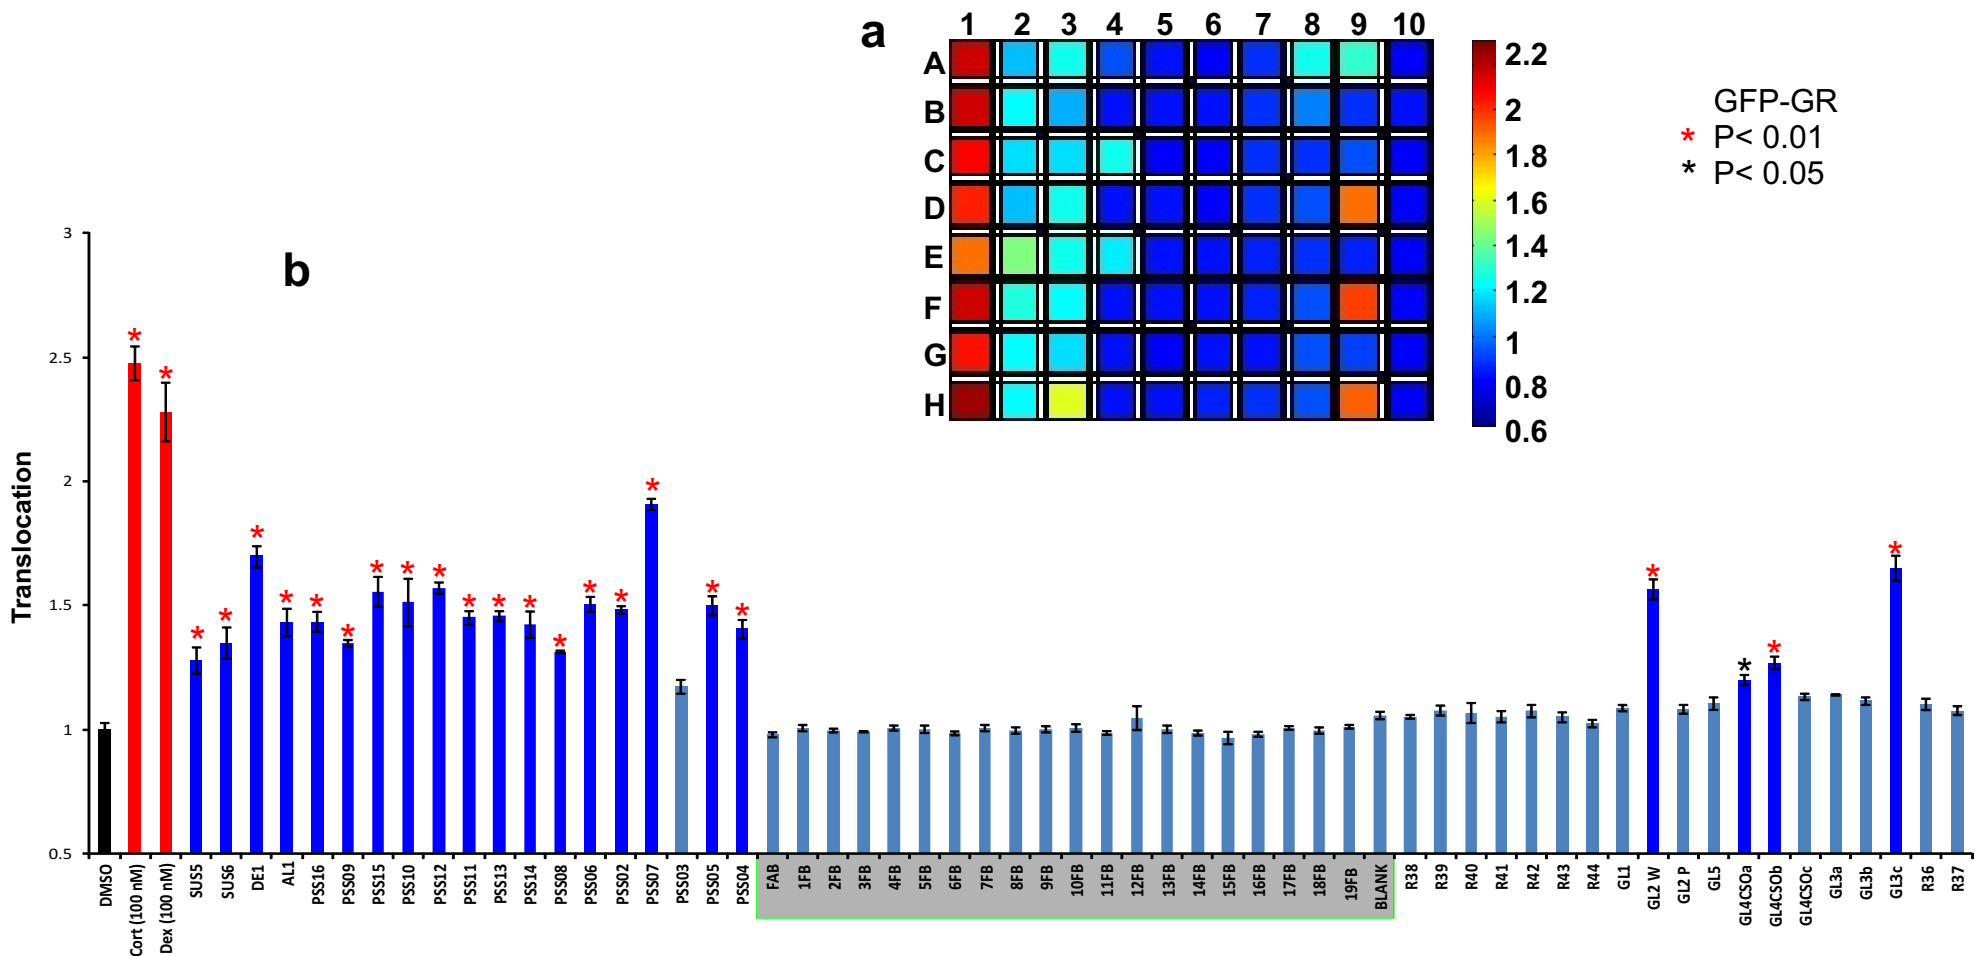 a
1 2 3 4 5 6 7 8 9 10
A
B
C
D
E
F
G
H
2.2
2
1.8
1.6
1.4
1.2
1
0.8
0.6
GFP-GR
* P< 0.01
* P< 0.05
b
Translocation
3
2.5
2
1.5
1
0.5
DMSO
Cort (100 nM)
Dex (100 nM)
SUS5
SUS6
DE1
AL1
PSS16
PSS09
PSS15
PSS10
PSS12
PSS11
PSS13
PSS14
PSS08
PSS06
PSS02
PSS07
PSS03
PSS05
PSS04
FAB
1FB
2FB
3FB
4FB
5FB
6FB
7FB
8FB
9FB
10FB
11FB
12FB
13FB
14FB
15FB
16FB
17FB
18FB
19FB
BLANK
R38
R39
R40
R41
R42
R43
R44
GL1
GL2 W
GL2 P
GL5
GL4CSOa
GL4CSOb
GL4CSOc
GL3a
GL3b
GL3c
R36
R37